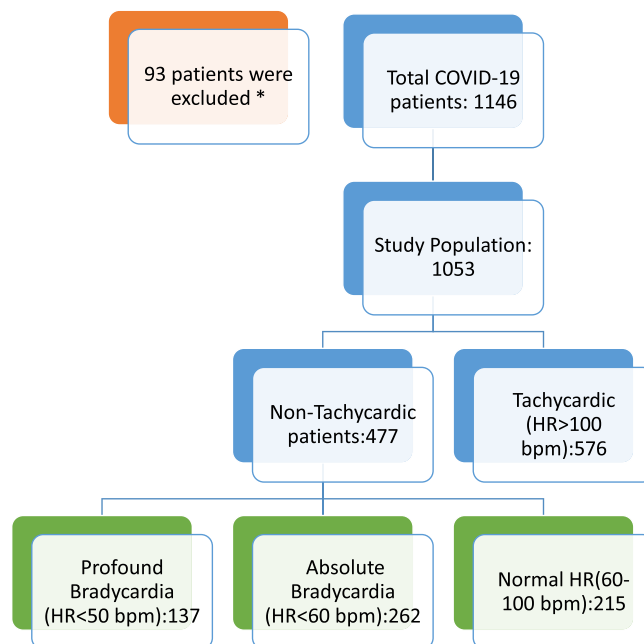 93 patients were
excluded *
Total COVID-19
patients: 1146
Study Population:
1053
Non-Tachycardic
patients:477
Tachycardic
(HR>100
bpm):576
Profound
Bradycardia
(HR<50 bpm):137
Absolute
Bradycardia
(HR<60 bpm):262
Normal HR(60-
100 bpm):215